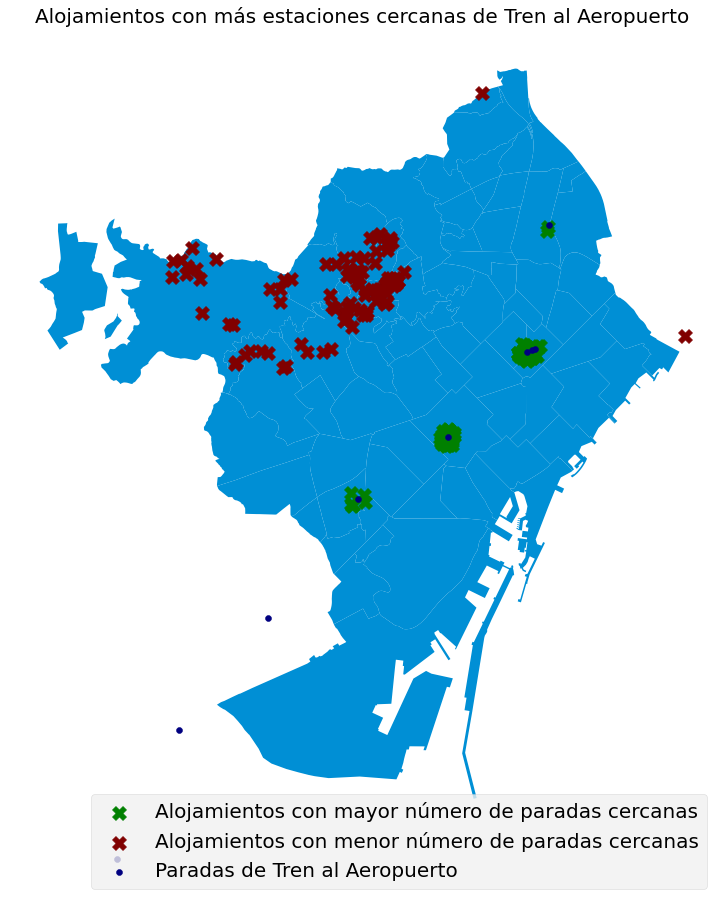 Alojamientos con más estaciones cercanas de Tren al Aeropuerto
Alojamientos con mayor número de paradas cercanas
Alojamientos con menor número de paradas cercanas
Paradas de Tren al Aeropuerto